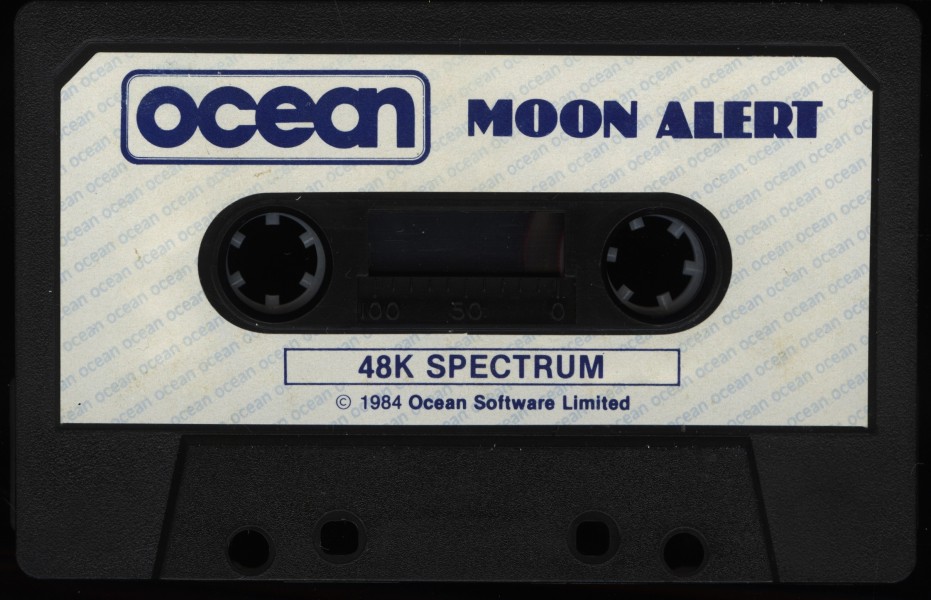 ocean
MOON ALERT
100 50 0
48K SPECTRUM
© 1984 Ocean Software Limited